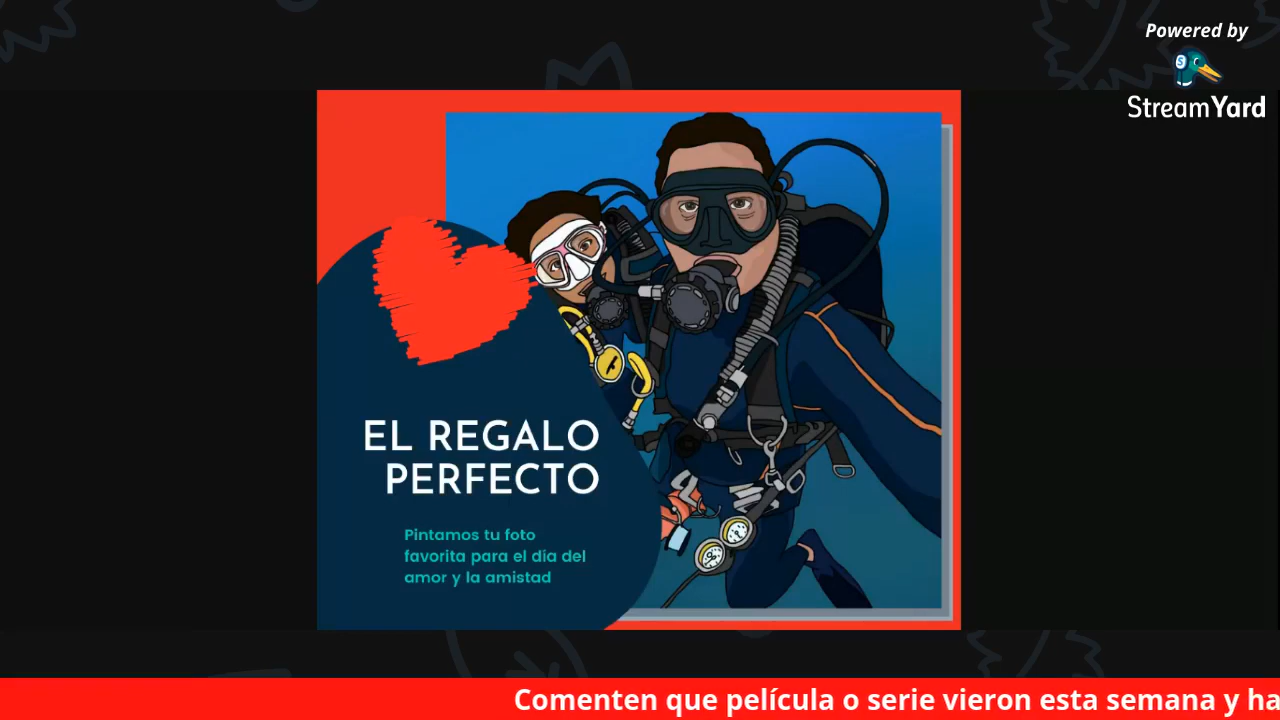 Powered by
StreamYard
EL REGALO
PERFECTO
Pintamos tu foto
favorita para el día del
amor y la amistad
Comenten que película o serie vieron esta semana y ha